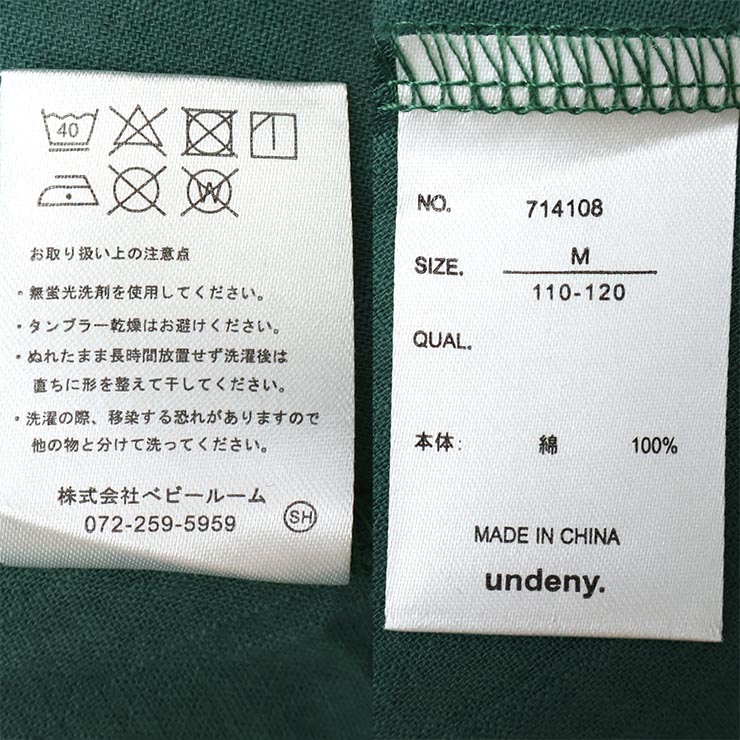 40
W
お取り扱い上の注意点
・無蛍光洗剤を使用してください。
・タンブラー乾燥はお避けください。
・ぬれたまま長時間放置せず洗濯後は
直ちに形を整えて干してください。
・洗濯の際、移染する恐れがありますので
他の物と分けて洗ってください。
株式会社ベビールーム
072-259-5959
SH
NO. 714108
SIZE. M
110-120
QUAL.
本体: 綿 100%
MADE IN CHINA
undeny.